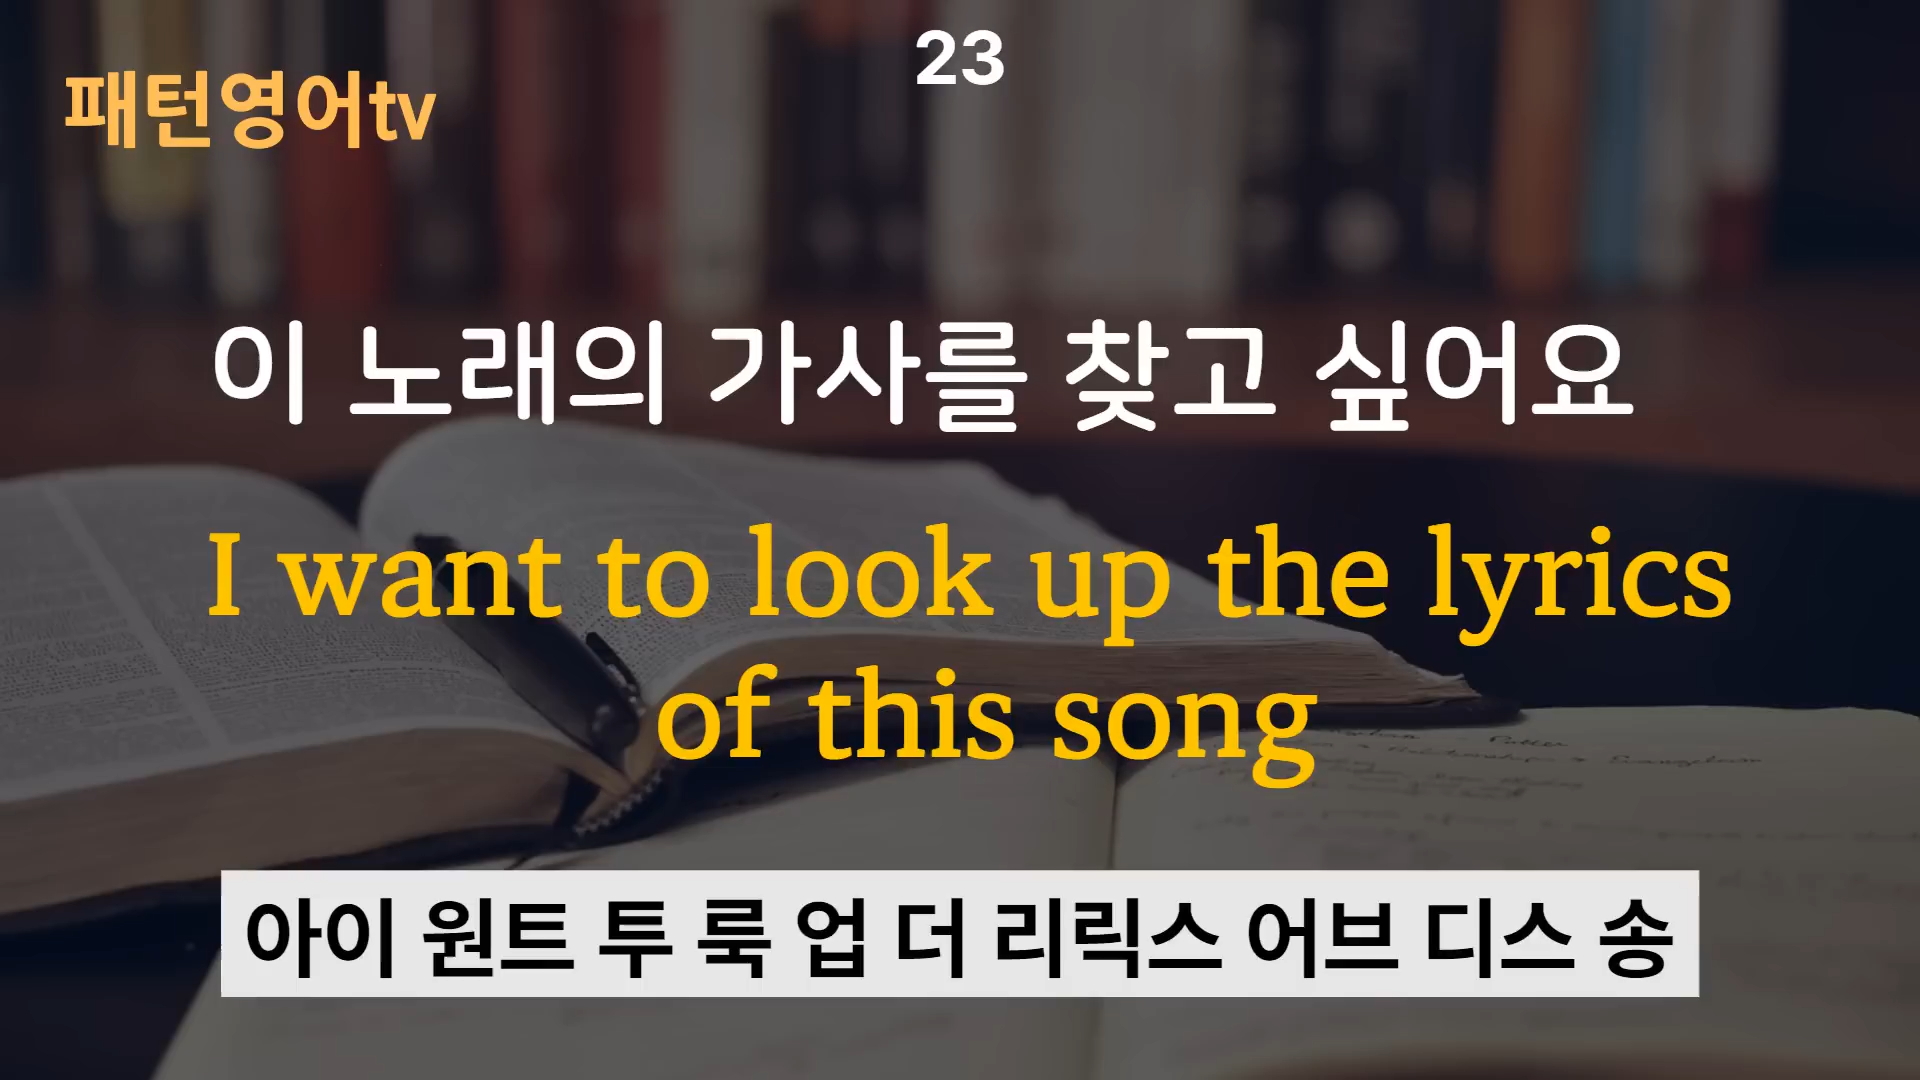 23
패턴영어tv
이 노래의 가사를 찾고 싶어요
I want to look up the lyrics
of this song
아이 원트 투 룩 업 더 리릭스 어브 디스 송